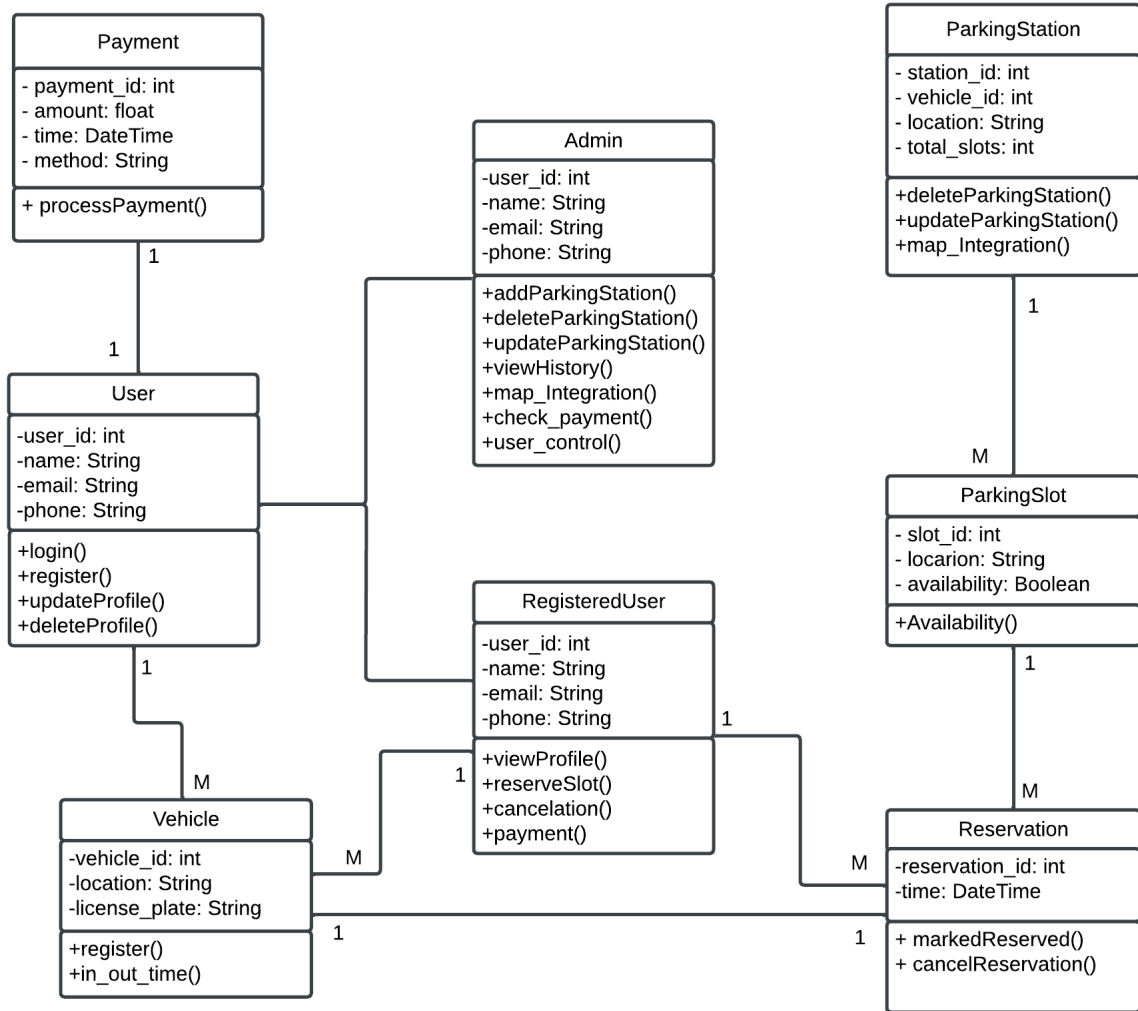 Payment
- payment_id: int
- amount: float
- time: DateTime
- method: String
+ processPayment()
1
1
User
-user_id: int
-name: String
-email: String
-phone: String
+login()
+register()
+updateProfile()
+deleteProfile()
1
M
Vehicle
-vehicle_id: int
-location: String
-license_plate: String
+register()
+in_out_time()
Admin
-user_id: int
-name: String
-email: String
-phone: String
+addParkingStation()
+deleteParkingStation()
+updateParkingStation()
+viewHistory()
+map_Integration()
+check_payment()
+user_control()
RegisteredUser
-user_id: int
-name: String
-email: String
-phone: String
+viewProfile()
+reserveSlot()
+cancelation()
+payment()
1
M
1
M
1
1
ParkingStation
- station_id: int
- vehicle_id: int
- location: String
- total_slots: int
+deleteParkingStation()
+updateParkingStation()
+map_Integration()
1
M
ParkingSlot
- slot_id: int
- locarion: String
- availability: Boolean
+Availability()
1
M
Reservation
-reservation_id: int
-time: DateTime
+ markedReserved()
+ cancelReservation()